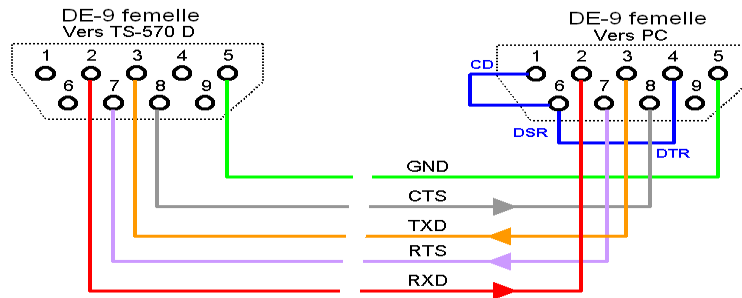 DE-9 femelle
Vers TS-570 D
1 2 3 4 5
6 7 8 9
DE-9 femelle
Vers PC
CD
1 2 3 4 5
6 7 8 9
DSR
DTR
GND
CTS
TXD
RTS
RXD